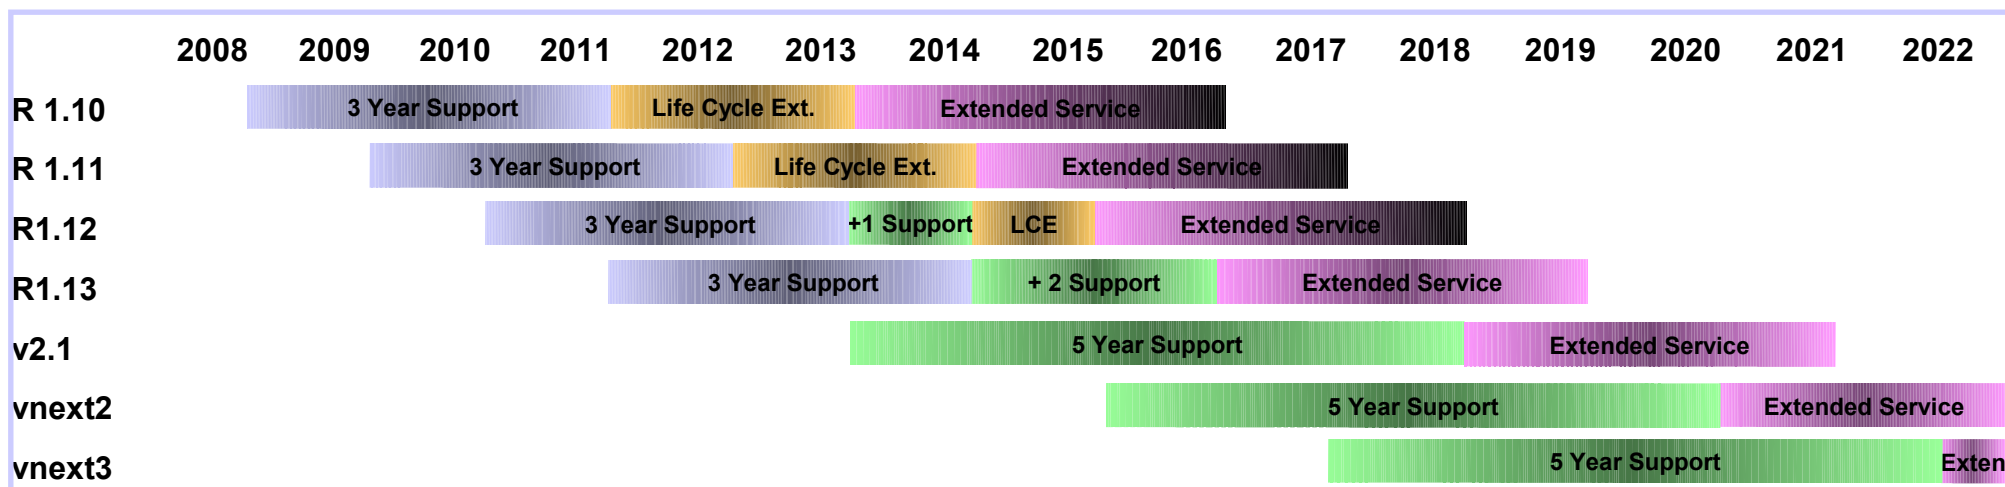 2008 2009 2010 2011 2012 2013 2014 2015 2016 2017 2018 2019 2020 2021 2022
R 1.10 3 Year Support Life Cycle Ext. Extended Service
R 1.11 3 Year Support Life Cycle Ext. Extended Service
R1.12 3 Year Support +1 Support LCE Extended Service
R1.13 3 Year Support + 2 Support Extended Service
v2.1 5 Year Support Extended Service
vnext2 5 Year Support Extended Service
vnext3 5 Year Support Exten